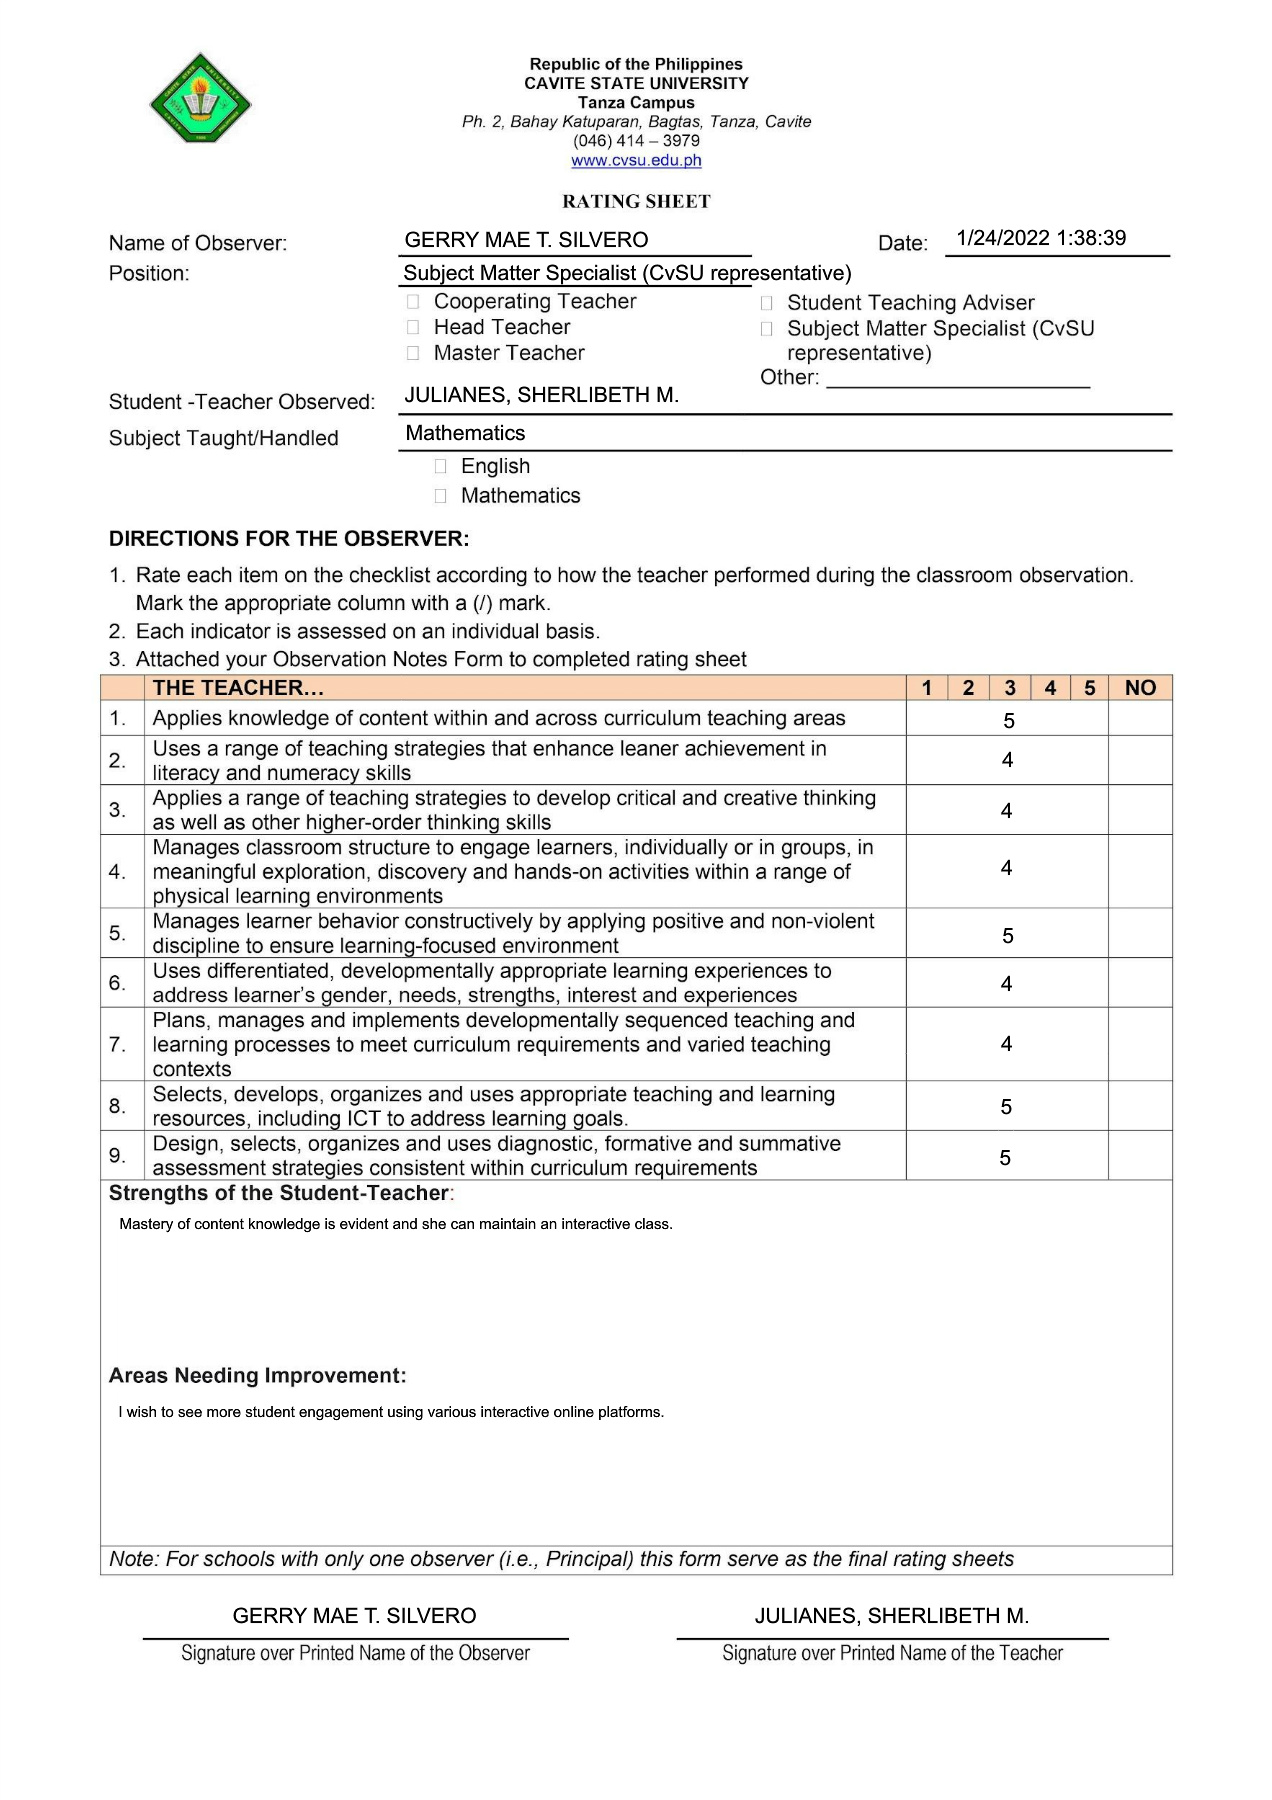 Republic of the Philippines
CAVITE STATE UNIVERSITY
Tanza Campus
Ph. 2, Bahay Katuparan, Bagtas, Tanza, Cavite
(046) 414 – 3979
www.cvsu.edu.ph
RATING SHEET
Name of Observer: GERRY MAE T. SILVERO Date: 1/24/2022 1:38:39
Position: Subject Matter Specialist (CvSU representative)
Cooperating Teacher
Head Teacher
Master Teacher
Student Teaching Adviser
Subject Matter Specialist (CvSU
representative)
Other:
Student -Teacher Observed: JULIANES, SHERLIBETH M.
Subject Taught/Handled Mathematics
English
Mathematics
DIRECTIONS FOR THE OBSERVER:
1. Rate each item on the checklist according to how the teacher performed during the classroom observation.
Mark the appropriate column with a (/) mark.
2. Each indicator is assessed on an individual basis.
3. Attached your Observation Notes Form to completed rating sheet
THE TEACHER… 1 2 3 4 5 NO
1. Applies knowledge of content within and across curriculum teaching areas 5
2. Uses a range of teaching strategies that enhance leaner achievement in
literacy and numeracy skills 4
3. Applies a range of teaching strategies to develop critical and creative thinking
as well as other higher-order thinking skills 4
4. Manages classroom structure to engage learners, individually or in groups, in
meaningful exploration, discovery and hands-on activities within a range of
physical learning environments 4
5. Manages learner behavior constructively by applying positive and non-violent
discipline to ensure learning-focused environment 5
6. Uses differentiated, developmentally appropriate learning experiences to
address learner’s gender, needs, strengths, interest and experiences 4
7. Plans, manages and implements developmentally sequenced teaching and
learning processes to meet curriculum requirements and varied teaching
contexts 4
8. Selects, develops, organizes and uses appropriate teaching and learning
resources, including ICT to address learning goals. 5
9. Design, selects, organizes and uses diagnostic, formative and summative
assessment strategies consistent within curriculum requirements 5
Strengths of the Student-Teacher:
Mastery of content knowledge is evident and she can maintain an interactive class.
Areas Needing Improvement:
I wish to see more student engagement using various interactive online platforms.
Note: For schools with only one observer (i.e., Principal) this form serve as the final rating sheets
GERRY MAE T. SILVERO JULIANES, SHERLIBETH M.
Signature over Printed Name of the Observer Signature over Printed Name of the Teacher